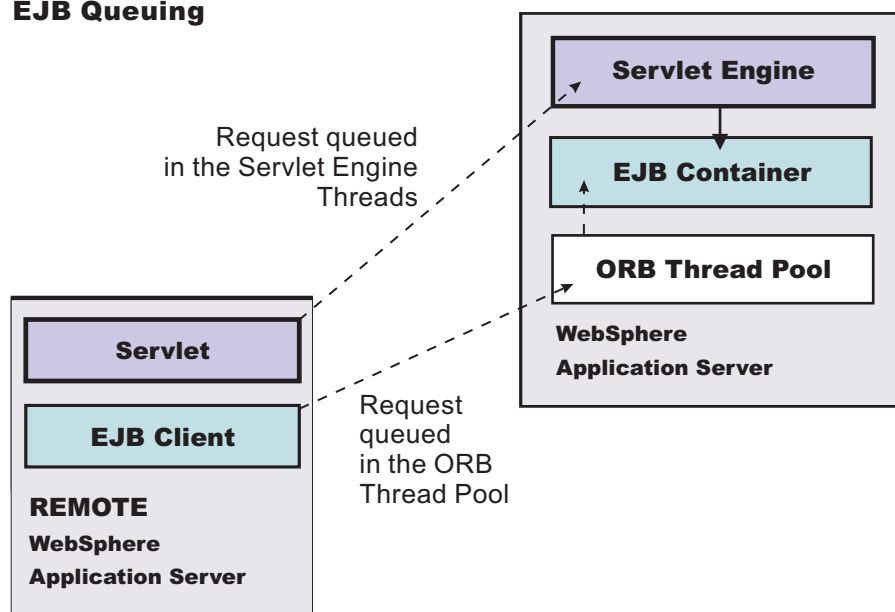 EJB Queuing
Servlet Engine
Request queued
in the Servlet Engine
Threads
EJB Container
ORB Thread Pool
WebSphere
Application Server
Servlet
EJB Client
Request
queued
in the ORB
Thread Pool
REMOTE
WebSphere
Application Server